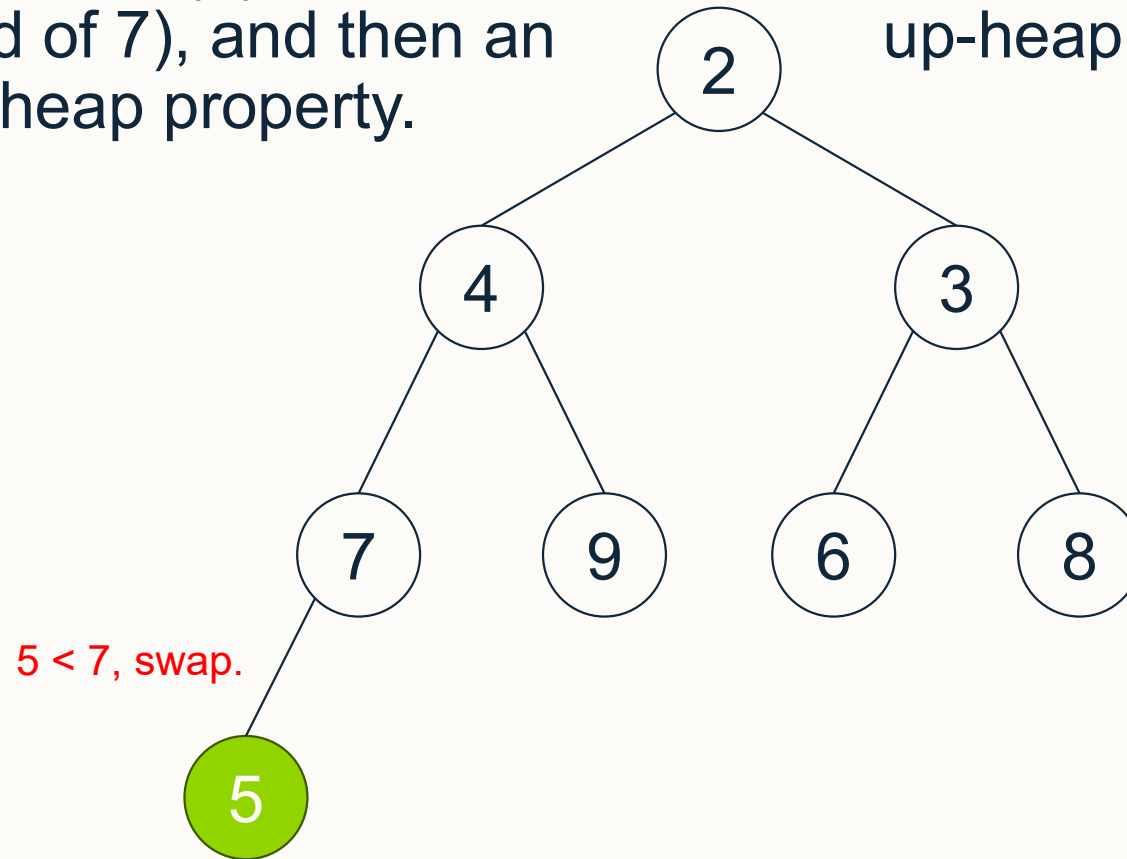 d of 7), and then an up-heap
heap property.
2
4 3
7 9 6 8
5 < 7, swap.
5